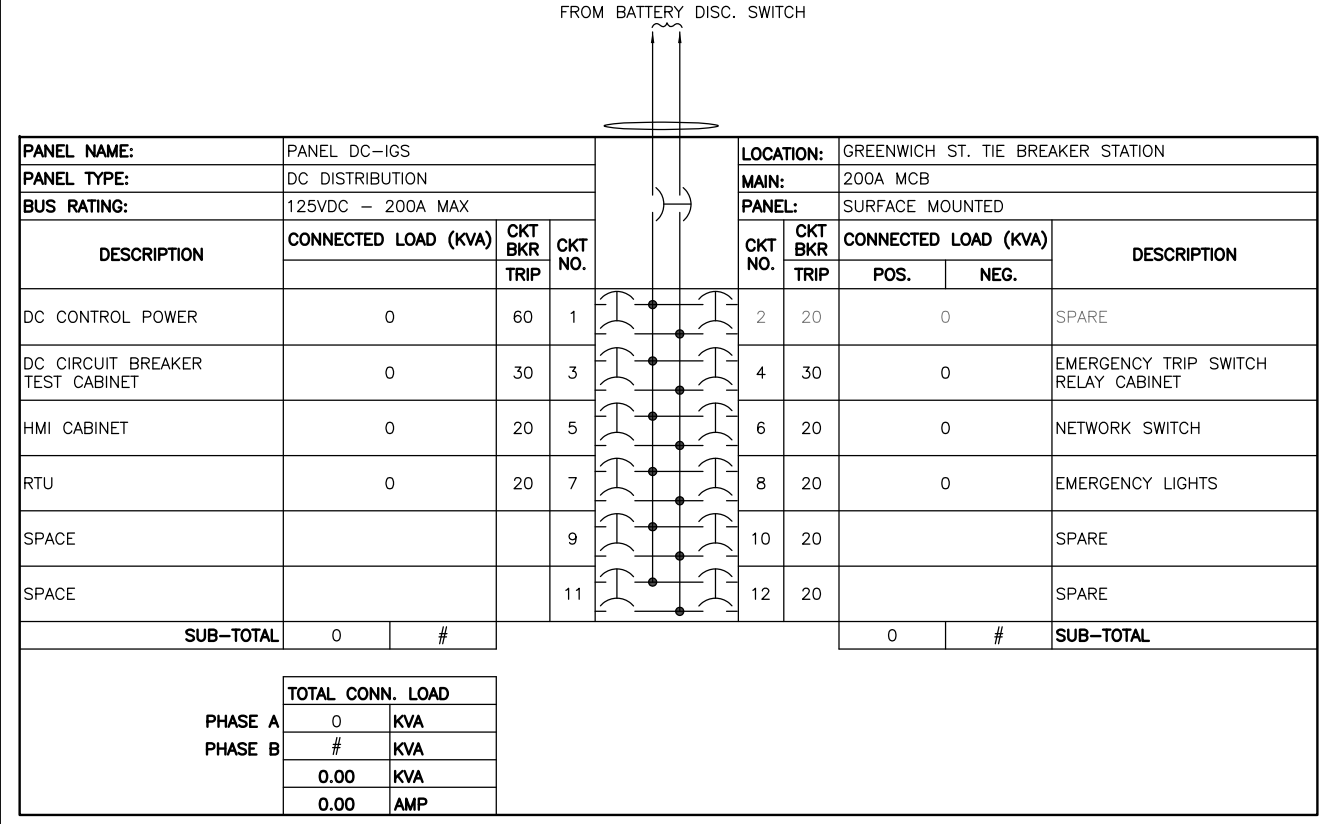 FROM BATTERY DISC. SWITCH
PANEL NAME: PANEL DC-IGS LOCATION: GREENWICH ST. TIE BREAKER STATION
PANEL TYPE: DC DISTRIBUTION MAIN: 200A MCB
BUS RATING: 125VDC - 200A MAX PANEL: SURFACE MOUNTED
DESCRIPTION CONNECTED LOAD (KVA) CKT BKR TRIP CKT NO. CKT NO. CKT BKR TRIP CONNECTED LOAD (KVA) POS. NEG. DESCRIPTION
DC CONTROL POWER 0 60 1 2 20 0 SPARE
DC CIRCUIT BREAKER TEST CABINET 0 30 3 4 30 0 EMERGENCY TRIP SWITCH RELAY CABINET
HMI CABINET 0 20 5 6 20 0 NETWORK SWITCH
RTU 0 20 7 8 20 0 EMERGENCY LIGHTS
SPACE 9 10 20 SPARE
SPACE 11 12 20 SPARE
SUB-TOTAL 0 # 0 # SUB-TOTAL
TOTAL CONN. LOAD
PHASE A 0 KVA
PHASE B # KVA
0.00 KVA
0.00 AMP